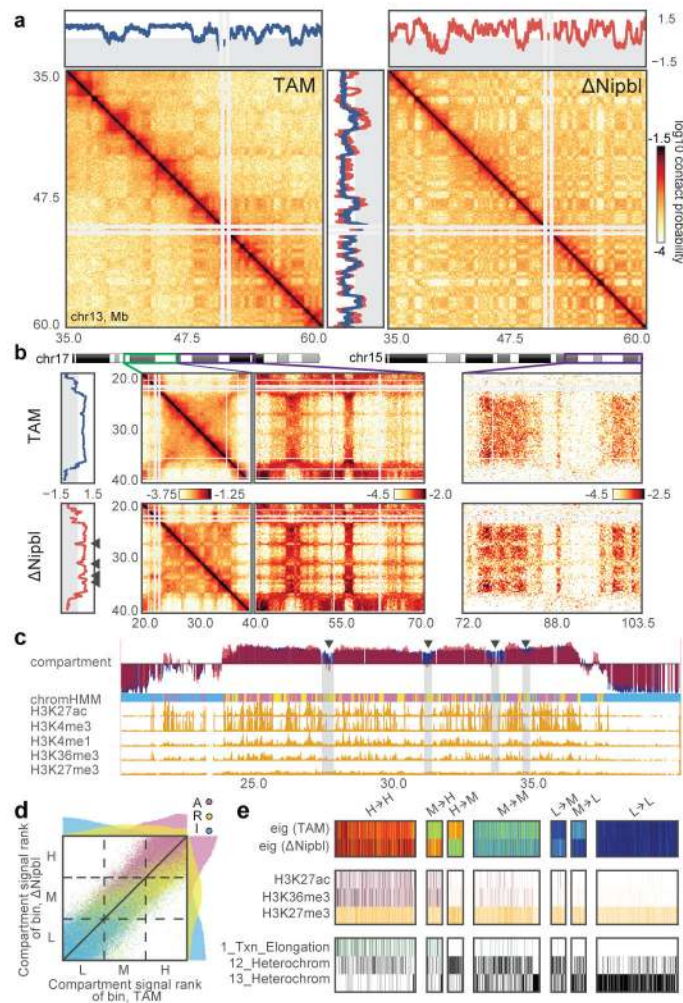 a
1.5
-1.5
35.0
TAM
ΔNipbl
-1.5
log10 contact probability
-4
47.5
chr13, Mb
60.0
35.0 47.5 60.0 35.0 47.5 60.0
b
chr17
chr15
20.0
TAM
30.0
40.0
−1.5 1.5
-3.75 -1.25
-4.5 -2.5
-4.5 -2.5
20.0
ΔNipbl
30.0
40.0
20.0 30.0 40.0 55.0 70.0 72.0 88.0 103.5
c
compartment
chromHMM
H3K27ac
H3K4me3
H3K4me1
H3K36me3
H3K27me3
25.0 30.0 35.0
d
A
R
I
Compartment signal rank
of bin, ΔNipbl
H
M
L
L M H
Compartment signal rank
of bin, TAM
e
H→H M→H H→M M→M L→M M→L L→L
eig (TAM)
eig (ΔNipbl)
H3K27ac
H3K36me3
H3K27me3
1_Txn_Elongation
12_Heterochrom
13_Heterochrom